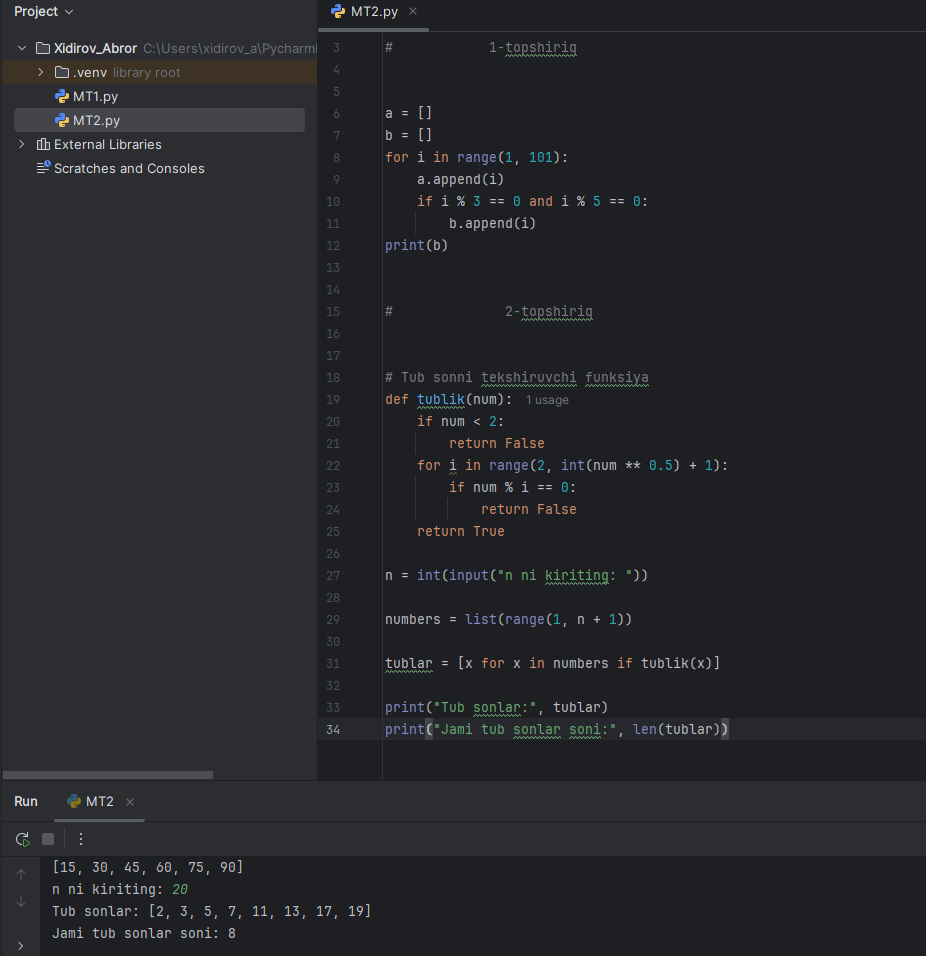 Project
Xidirov_Abror C:\Users\xidirov_a\Pycharm
.venv library root
MT1.py
MT2.py
External Libraries
Scratches and Consoles
MT2.py
3 # 1-topshiriq
4
5
6 a = []
7 b = []
8 for i in range(1, 101):
9 a.append(i)
10 if i % 3 == 0 and i % 5 == 0:
11 b.append(i)
12 print(b)
13
14
15 # 2-topshiriq
16
17
18 # Tub sonni tekshiruvchi funksiya
19 def tublik(num): 1 usage
20 if num < 2:
21 return False
22 for i in range(2, int(num ** 0.5) + 1):
23 if num % i == 0:
24 return False
25 return True
26
27 n = int(input("n ni kiriting: "))
28
29 numbers = list(range(1, n + 1))
30
31 tublar = [x for x in numbers if tublik(x)]
32
33 print("Tub sonlar:", tublar)
34 print("Jami tub sonlar soni:", len(tublar))
Run MT2
[15, 30, 45, 60, 75, 90]
n ni kiriting: 20
Tub sonlar: [2, 3, 5, 7, 11, 13, 17, 19]
Jami tub sonlar soni: 8